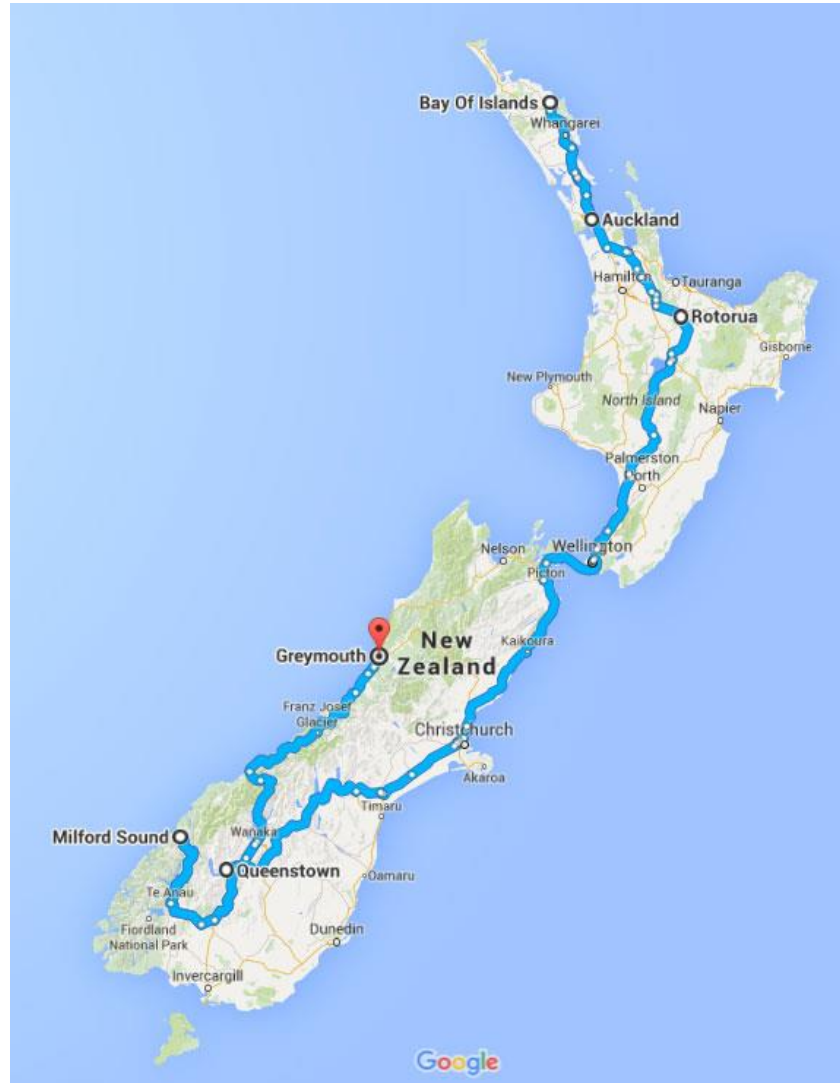 Bay Of Islands
Whangarei
Auckland
Hamilton
Tauranga
Rotorua
Gisborne
New Plymouth
North Island
Napier
Palmerston
North
Wellington
Nelson
Picton
Kaikoura
Greymouth
New
Zealand
Franz Josef
Glacier
Christchurch
Akaroa
Timaru
Wanaka
Milford Sound
Queenstown
Oamaru
Te Anau
Fiordland
National Park
Dunedin
Invercargill
Google